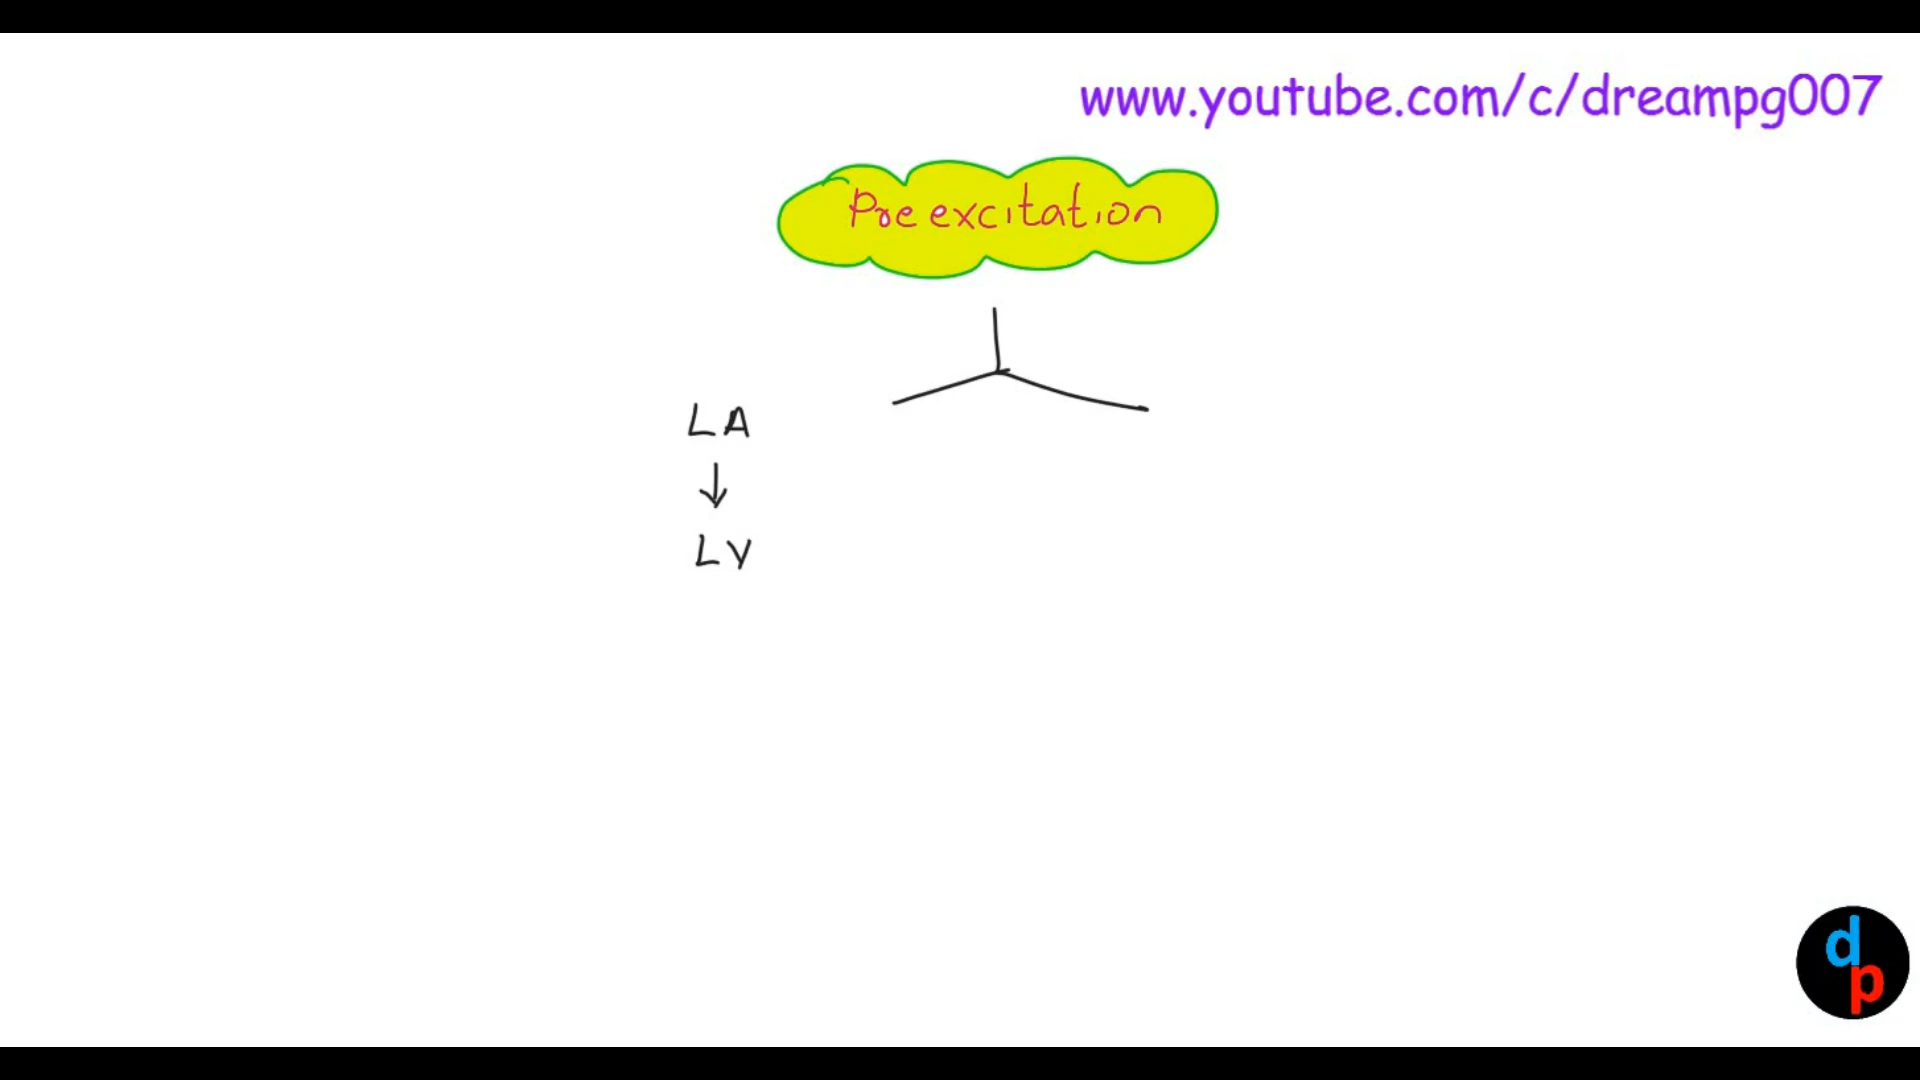 www.youtube.com/c/dreampg007
Pre excitation
LA
↓
LV
dp